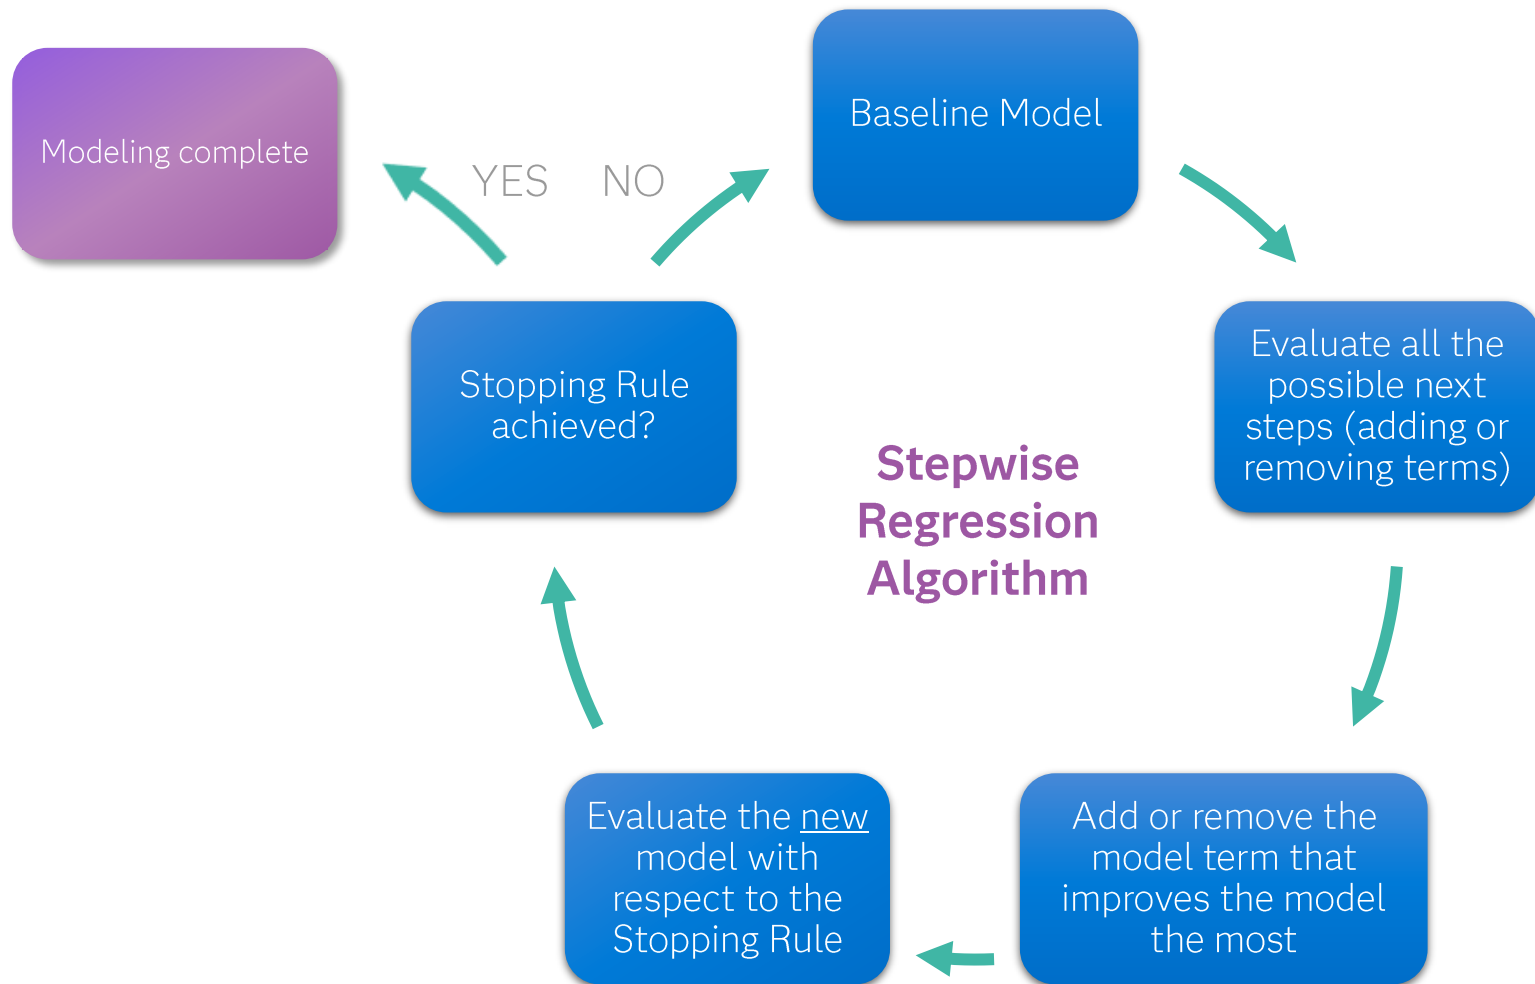 Modeling complete
YES
NO
Baseline Model
Evaluate all the
possible next
steps (adding or
removing terms)
Stopping Rule
achieved?
Stepwise
Regression
Algorithm
Add or remove the
model term that
improves the model
the most
Evaluate the new
model with
respect to the
Stopping Rule